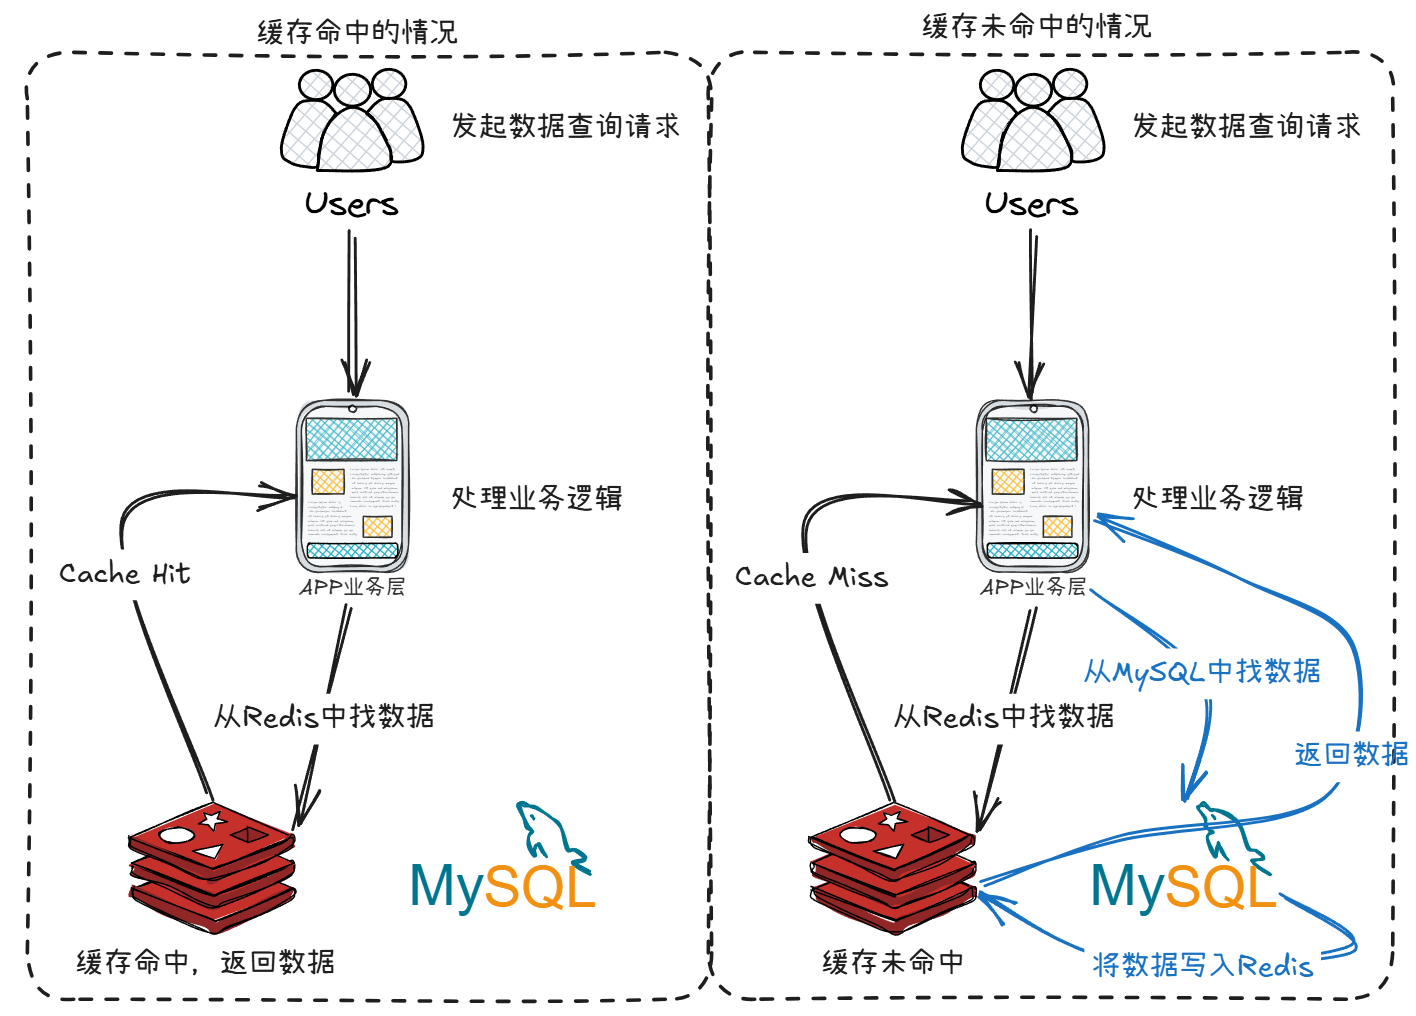 缓存命中的情况
发起数据查询请求
Users
处理业务逻辑
APP业务层
Cache Hit
从Redis中找数据
MySQL
缓存命中，返回数据
缓存未命中的情况
发起数据查询请求
Users
处理业务逻辑
APP业务层
Cache Miss
从MySQL中找数据
从Redis中找数据
返回数据
MySQL
缓存未命中
将数据写入Redis